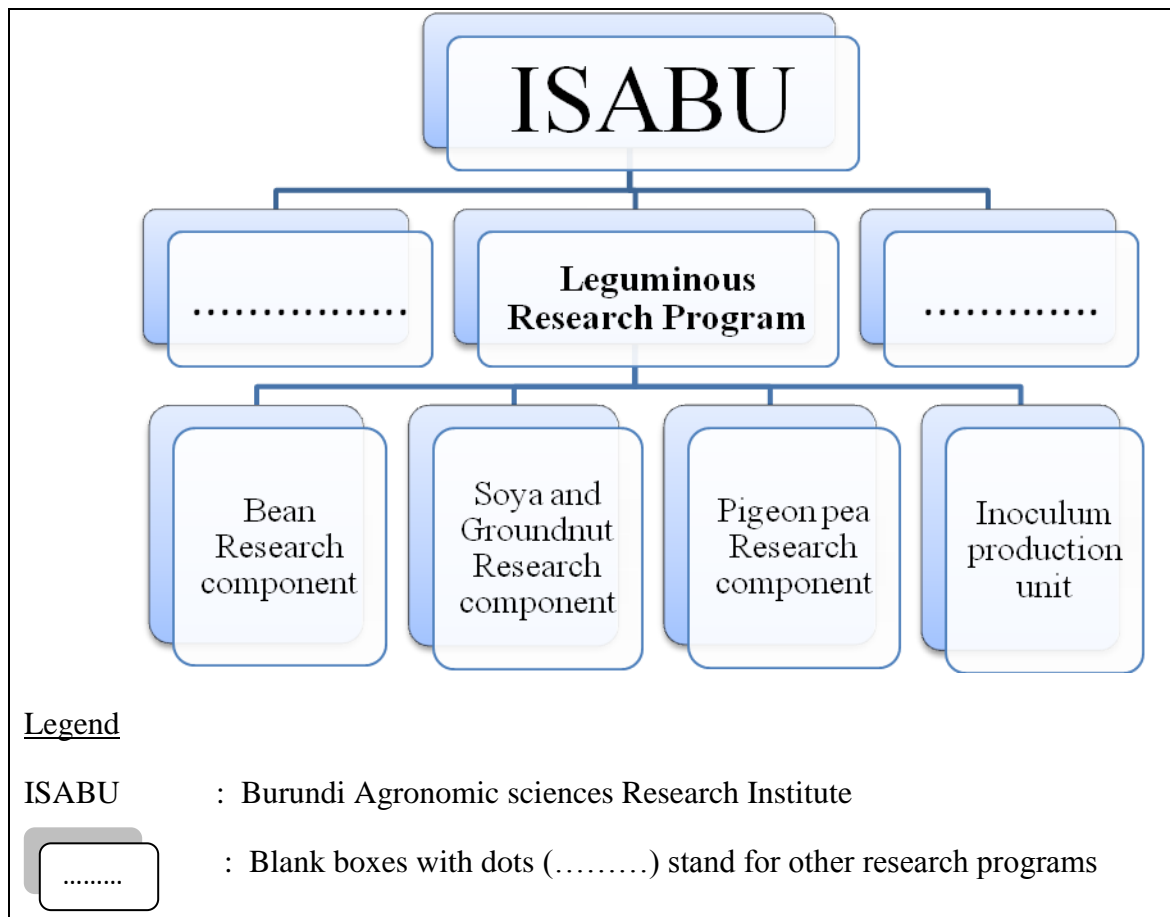 ISABU
................
Leguminous
Research Program
.............
Bean
Research
component
Soya and
Groundnut
Research
component
Pigeon pea
Research
component
Inoculum
production
unit
Legend
ISABU : Burundi Agronomic sciences Research Institute
......... : Blank boxes with dots (………) stand for other research programs